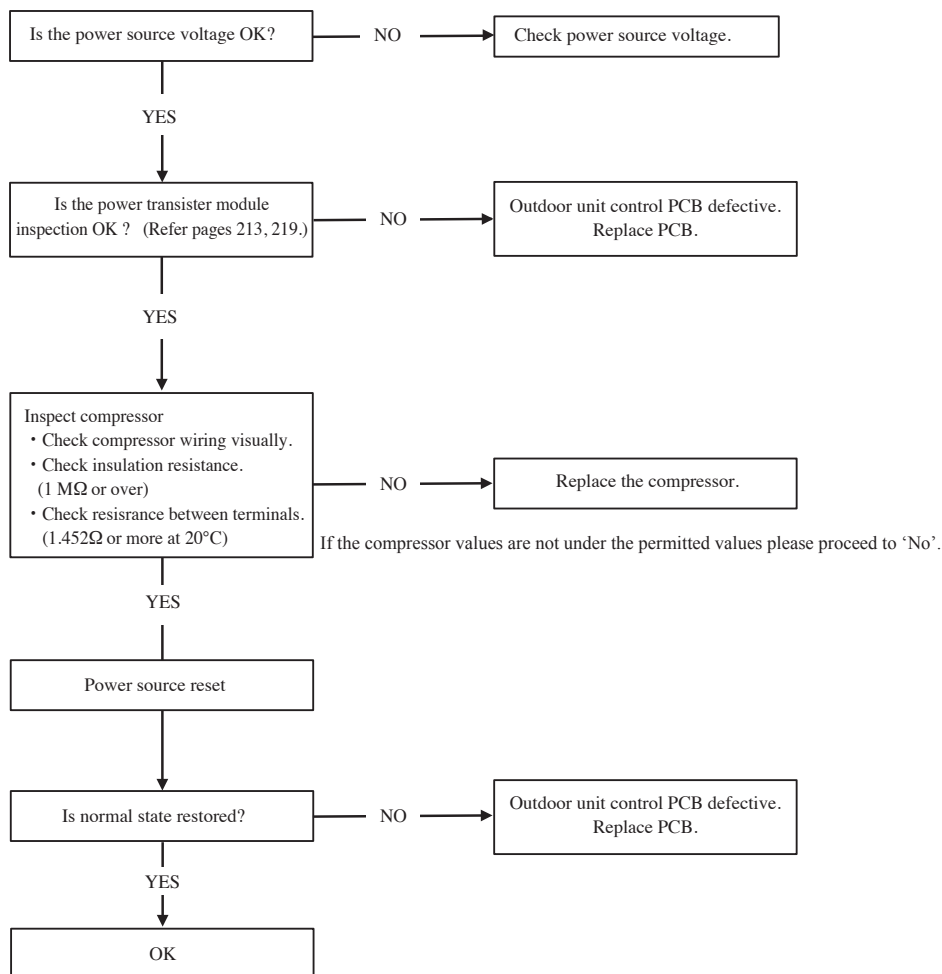 Is the power source voltage OK?
NO
Check power source voltage.
YES
Is the power transister module
inspection OK ? (Refer pages 213, 219.)
NO
Outdoor unit control PCB defective.
Replace PCB.
YES
Inspect compressor
・Check compressor wiring visually.
・Check insulation resistance.
(1 MΩ or over)
・Check resisrance between terminals.
(1.452Ω or more at 20°C)
NO
Replace the compressor.
If the compressor values are not under the permitted values please proceed to ‘No’.
YES
Power source reset
Is normal state restored?
NO
Outdoor unit control PCB defective.
Replace PCB.
YES
OK